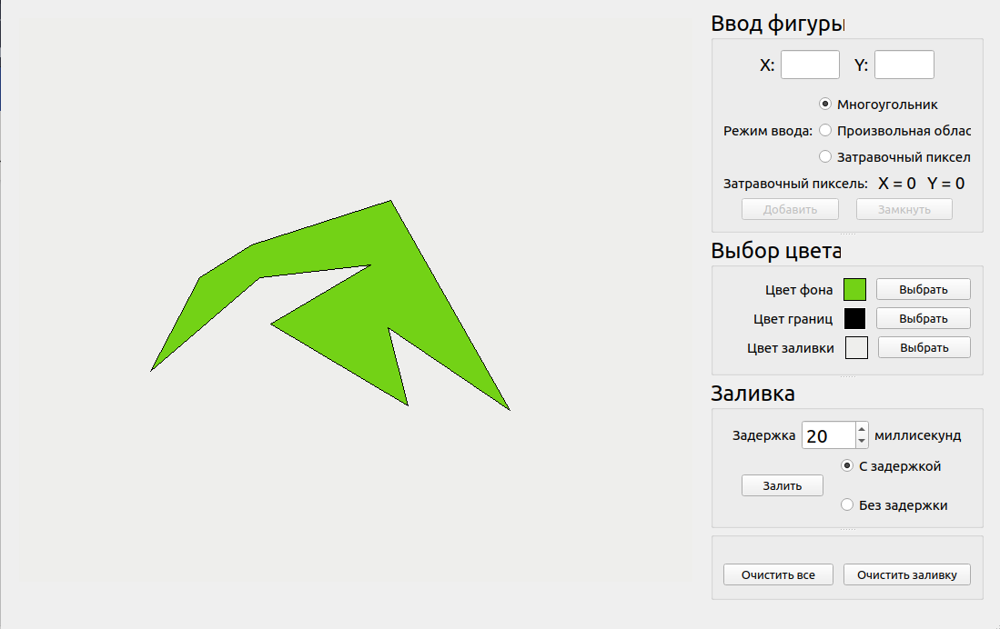 Ввод фигуры
X: Y:
Многоугольник
Режим ввода: Произвольная облас
Затравочный пиксел
Затравочный пиксель: X = 0 Y = 0
Добавить Замкнуть
Выбор цвета
Цвет фона Выбрать
Цвет границ Выбрать
Цвет заливки Выбрать
Заливка
Задержка 20 миллисекунд
С задержкой
Залить
Без задержки
Очистить все Очистить заливку